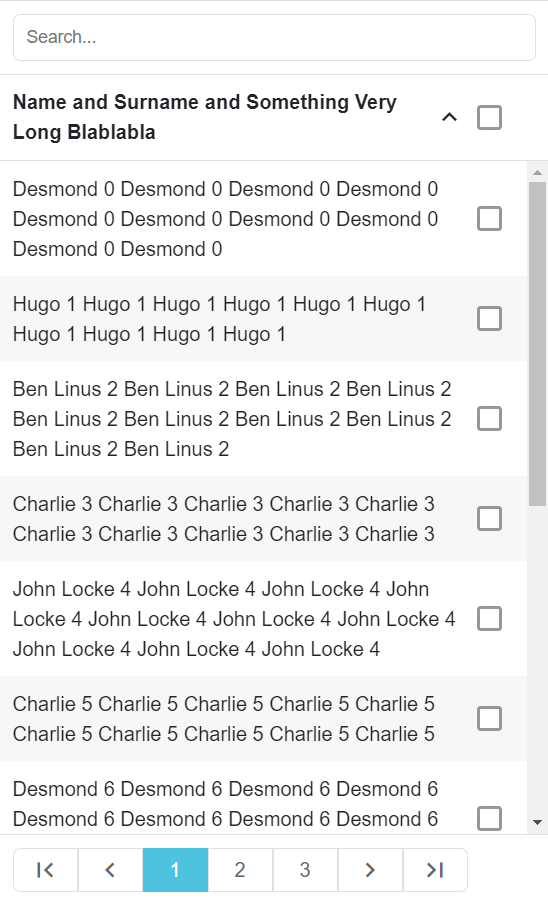 Search...
Name and Surname and Something Very
Long Blablabla
Desmond 0 Desmond 0 Desmond 0 Desmond 0
Desmond 0 Desmond 0 Desmond 0 Desmond 0
Desmond 0 Desmond 0
Hugo 1 Hugo 1 Hugo 1 Hugo 1 Hugo 1 Hugo 1
Hugo 1 Hugo 1 Hugo 1 Hugo 1
Ben Linus 2 Ben Linus 2 Ben Linus 2 Ben Linus 2
Ben Linus 2 Ben Linus 2 Ben Linus 2 Ben Linus 2
Ben Linus 2 Ben Linus 2
Charlie 3 Charlie 3 Charlie 3 Charlie 3 Charlie 3
Charlie 3 Charlie 3 Charlie 3 Charlie 3 Charlie 3
John Locke 4 John Locke 4 John Locke 4 John
Locke 4 John Locke 4 John Locke 4 John Locke 4
John Locke 4 John Locke 4 John Locke 4
Charlie 5 Charlie 5 Charlie 5 Charlie 5 Charlie 5
Charlie 5 Charlie 5 Charlie 5 Charlie 5 Charlie 5
Desmond 6 Desmond 6 Desmond 6 Desmond 6
Desmond 6 Desmond 6 Desmond 6 Desmond 6
1 2 3